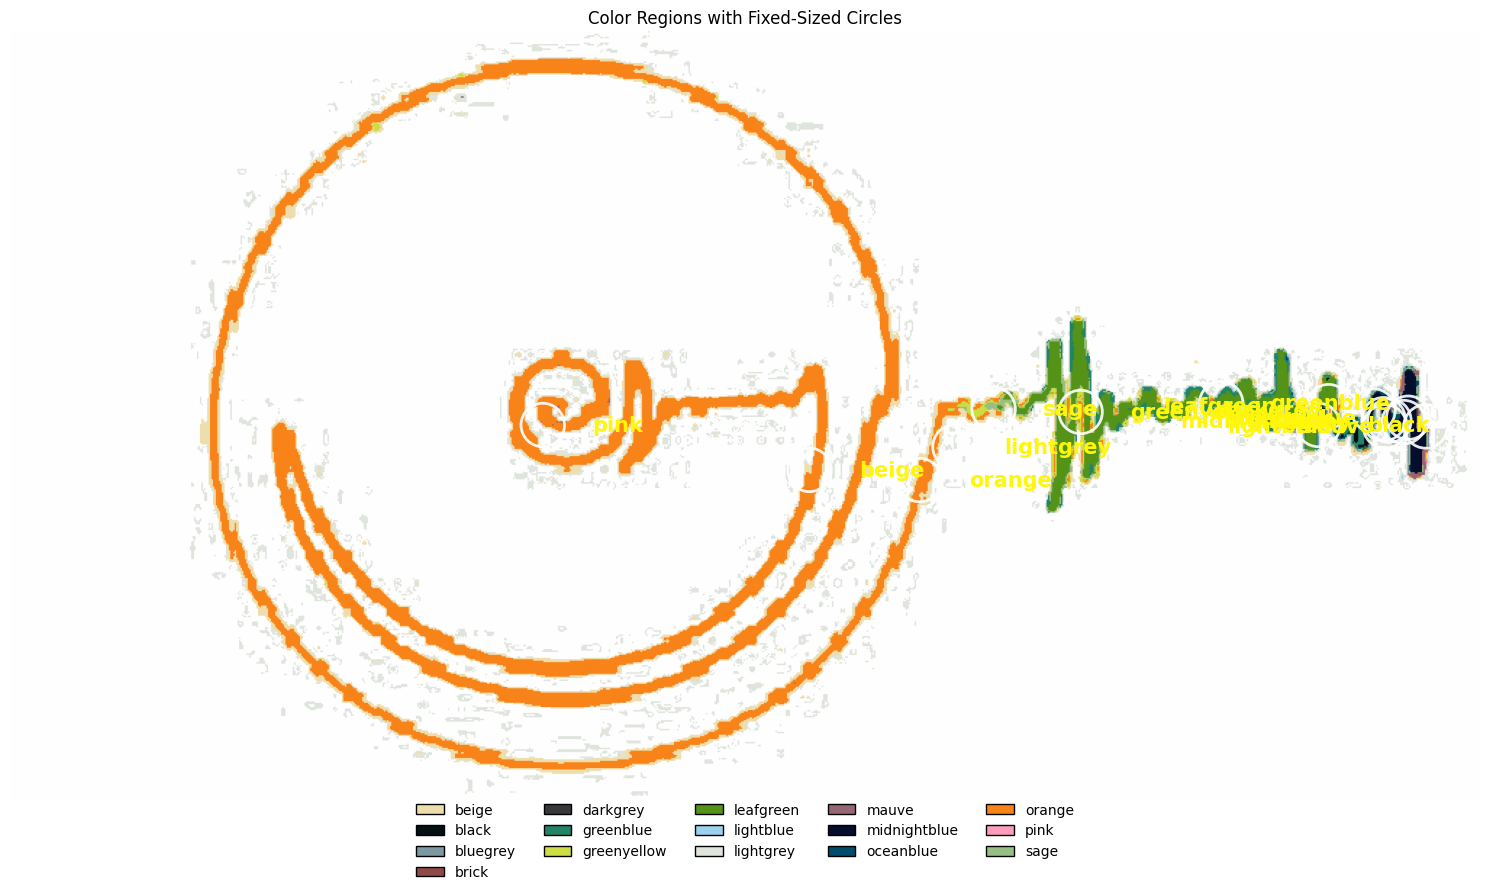 Color Regions with Fixed-Sized Circles
pink
beige
orange
lightgrey
sage
greenblue
black
beige darkgrey leafgreen mauve orange
black greenblue lightblue midnightblue pink
bluegrey greenyellow lightgrey oceanblue sage
brick